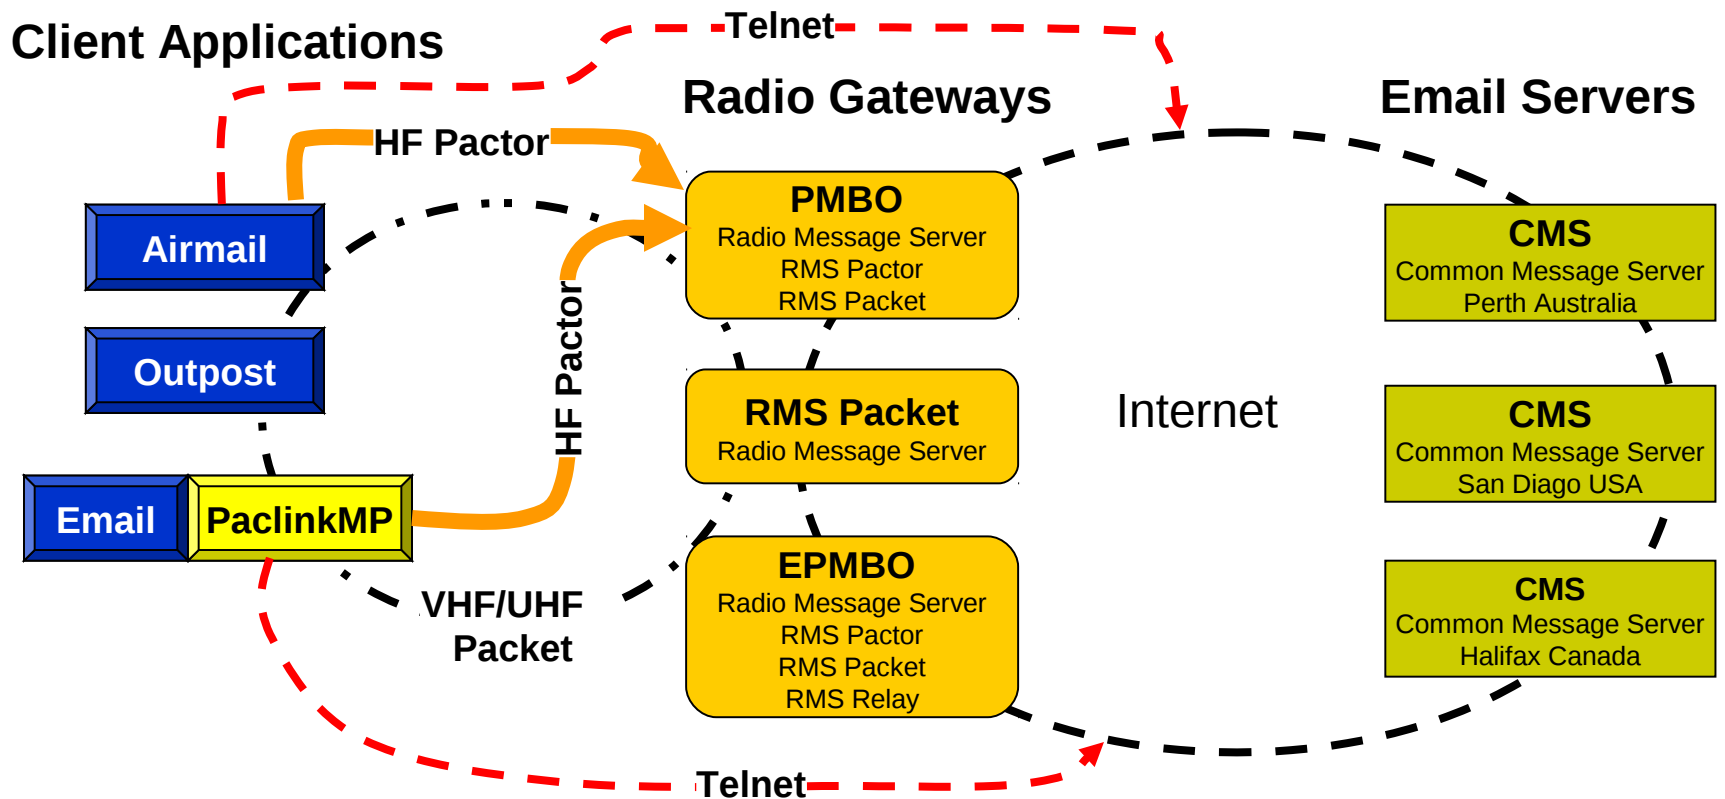 Client Applications
Telnet
Radio Gateways
Email Servers
HF Pactor
Airmail
Outpost
Email
PaclinkMP
HF Pactor
VHF/UHF
Packet
PMBO
Radio Message Server
RMS Pactor
RMS Packet
RMS Packet
Radio Message Server
EPMBO
Radio Message Server
RMS Pactor
RMS Packet
RMS Relay
Internet
CMS
Common Message Server
Perth Australia
CMS
Common Message Server
San Diago USA
CMS
Common Message Server
Halifax Canada
Telnet